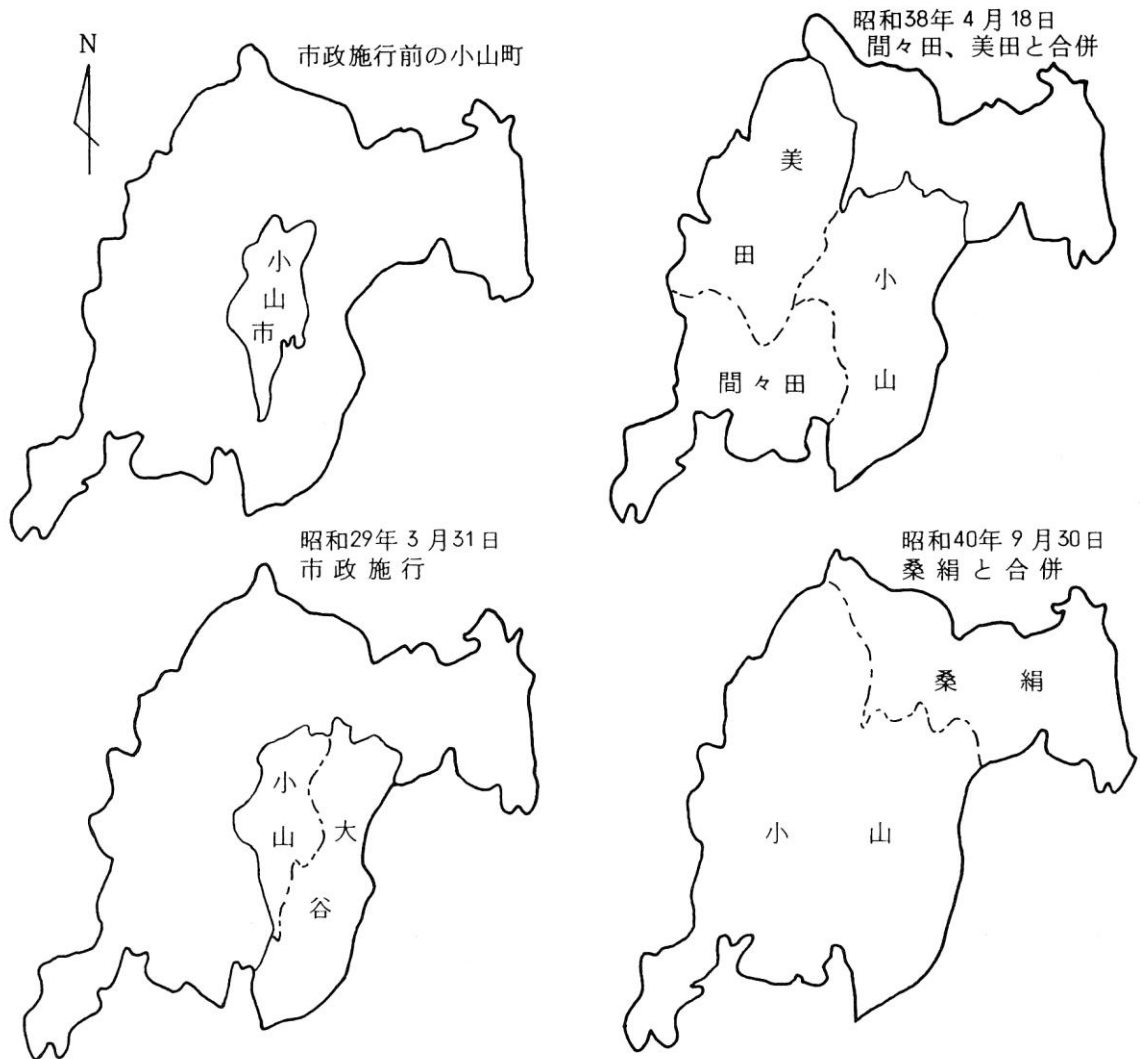 N
市政施行前の小山町
小
山
市
昭和38年4月18日
間々田、美田と合併
美
田
小
山
間々田
昭和29年3月31日
市政施行
小
山
大
谷
昭和40年9月30日
桑絹と合併
桑絹
小山